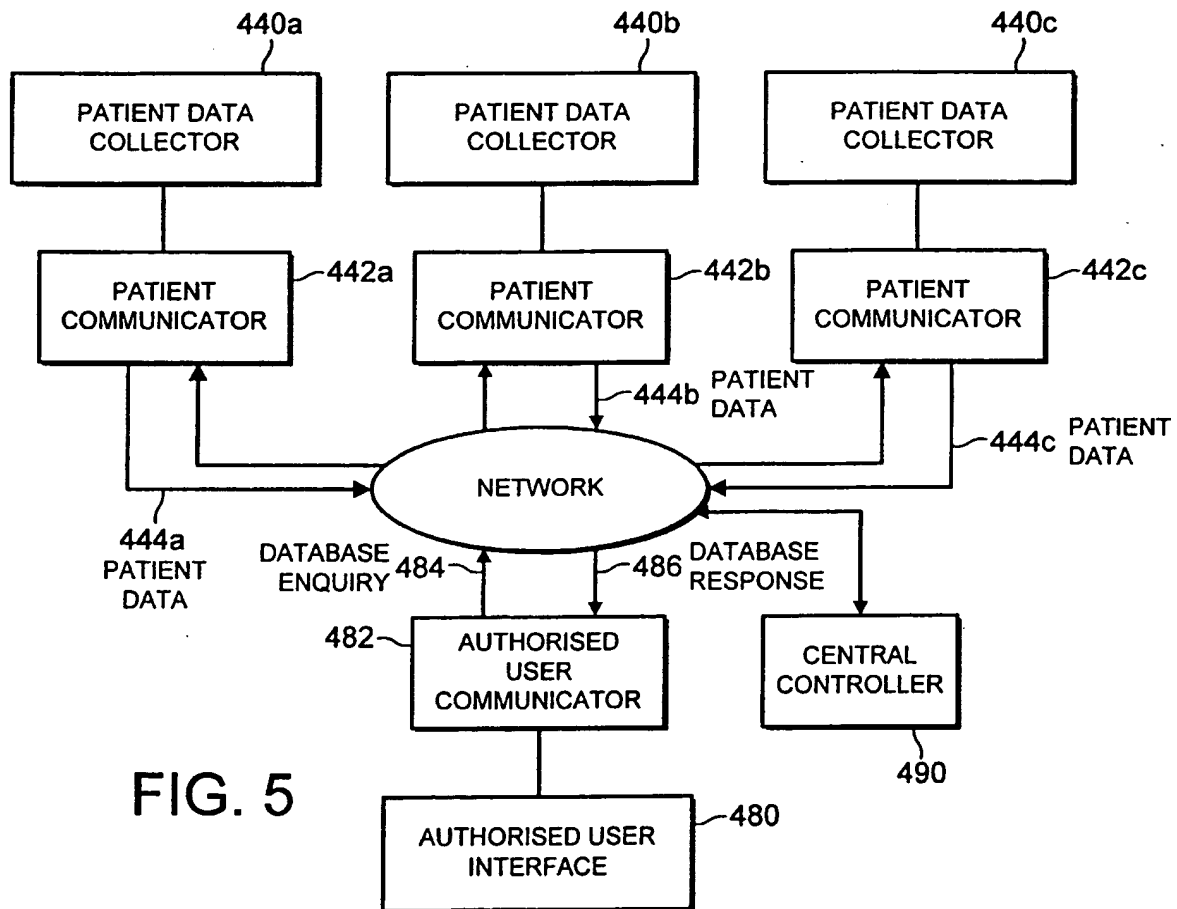 440a
440b
440c
PATIENT DATA
COLLECTOR
PATIENT DATA
COLLECTOR
PATIENT DATA
COLLECTOR
442a
442b
442c
PATIENT
COMMUNICATOR
PATIENT
COMMUNICATOR
PATIENT
COMMUNICATOR
444b
PATIENT
DATA
444c
PATIENT
DATA
NETWORK
444a
PATIENT
DATA
DATABASE
ENQUIRY
484
486
DATABASE
RESPONSE
482
AUTHORISED
USER
COMMUNICATOR
CENTRAL
CONTROLLER
490
FIG. 5
480
AUTHORISED USER
INTERFACE